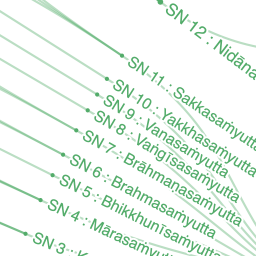 SN 12 : Nidāna
SN 11 : Sakkasaṁyutta
SN 10 : Yakkhasaṁyutta
SN 9 : Vanasaṁyutta
SN 8 : Vaṅgīsasaṁyutta
SN 7 : Brāhmaṇasaṁyutta
SN 6 : Brahmasaṁyutta
SN 5 : Bhikkhunīsaṁyutta
SN 4 : Mārasaṁyutta
SN 3 :